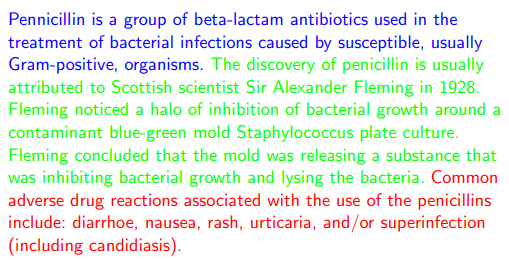 Pennicillin is a group of beta-lactam antibiotics used in the
treatment of bacterial infections caused by susceptible, usually
Gram-positive, organisms. The discovery of penicillin is usually
attributed to Scottish scientist Sir Alexander Fleming in 1928.
Fleming noticed a halo of inhibition of bacterial growth around a
contaminant blue-green mold Staphylococcus plate culture.
Fleming concluded that the mold was releasing a substance that
was inhibiting bacterial growth and lysing the bacteria. Common
adverse drug reactions associated with the use of the penicillins
include: diarrhoe, nausea, rash, urticaria, and/or superinfection
(including candidiasis).